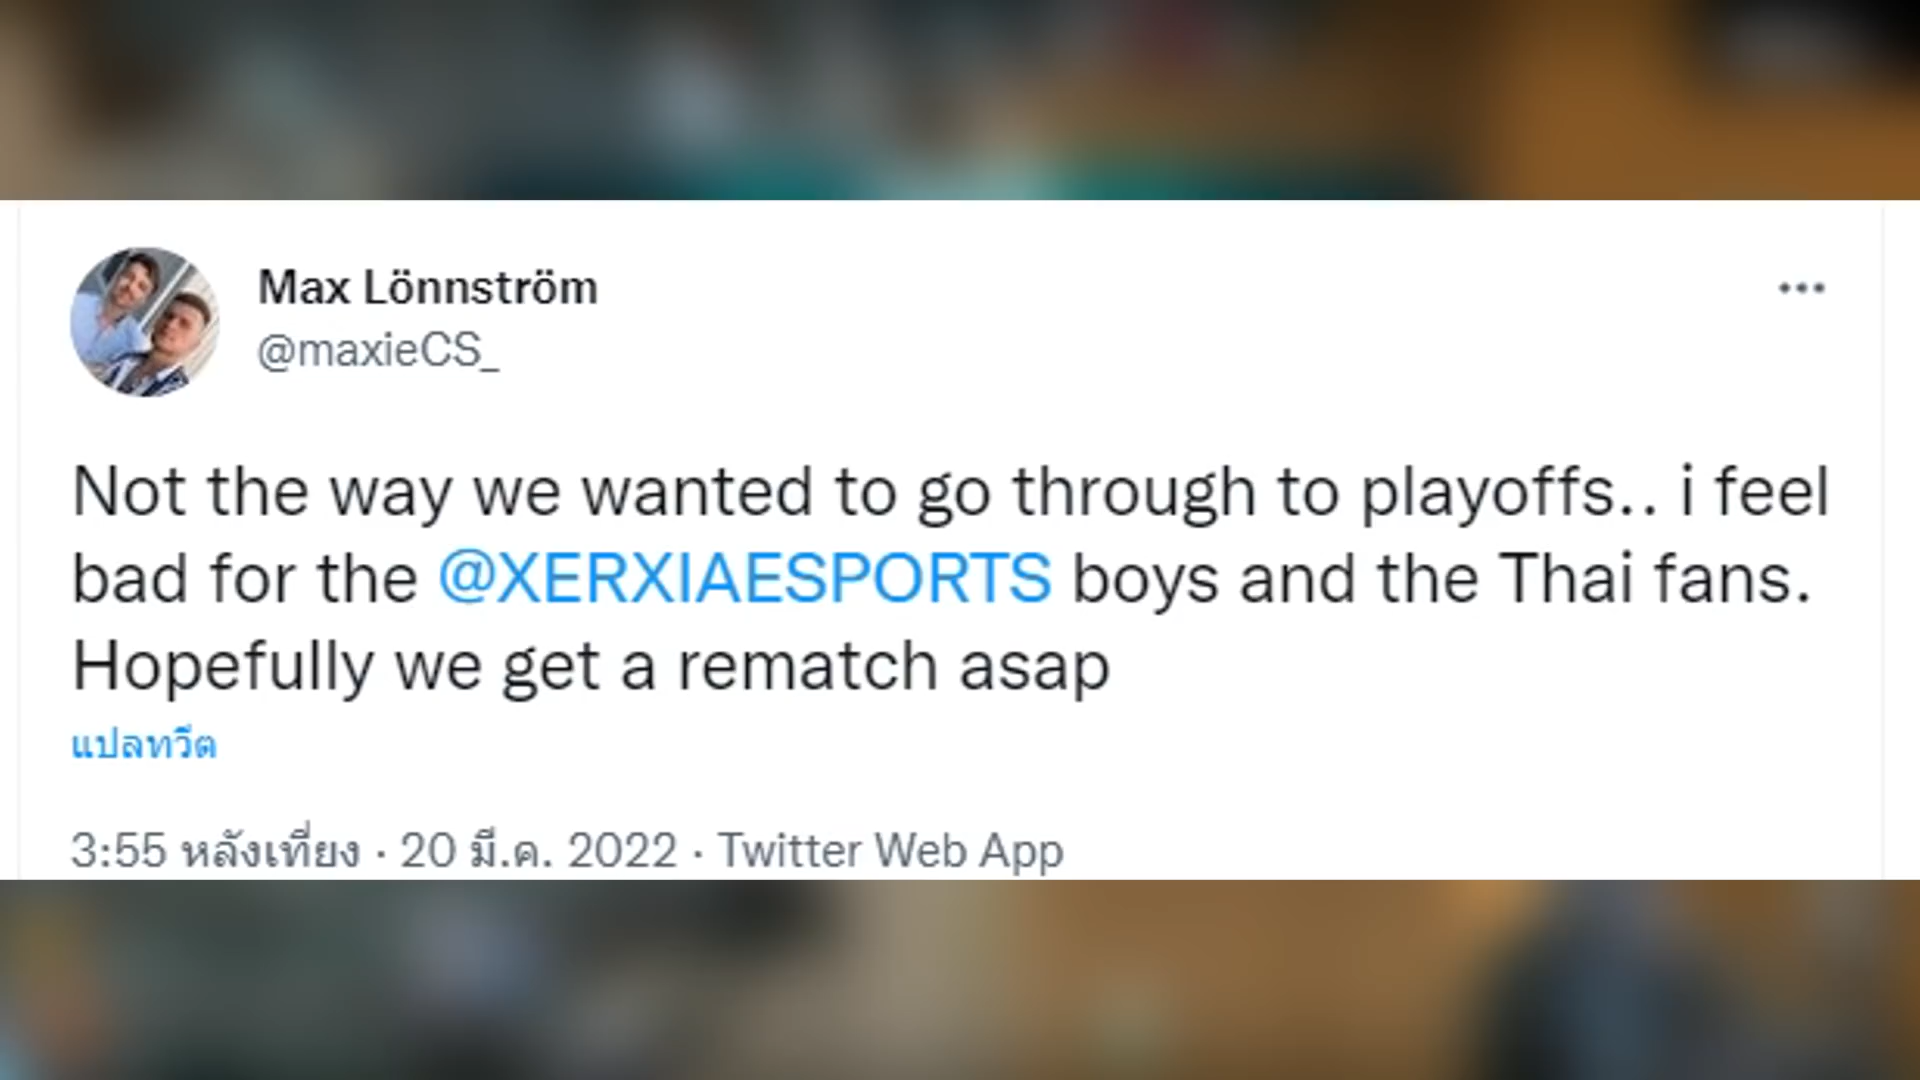 Max Lönnström
@maxieCS_
Not the way we wanted to go through to playoffs.. i feel
bad for the @XERXIAESPORTS boys and the Thai fans.
Hopefully we get a rematch asap
แปลทวีต
3:55 หลังเที่ยง · 20 มี.ค. 2022 · Twitter Web App